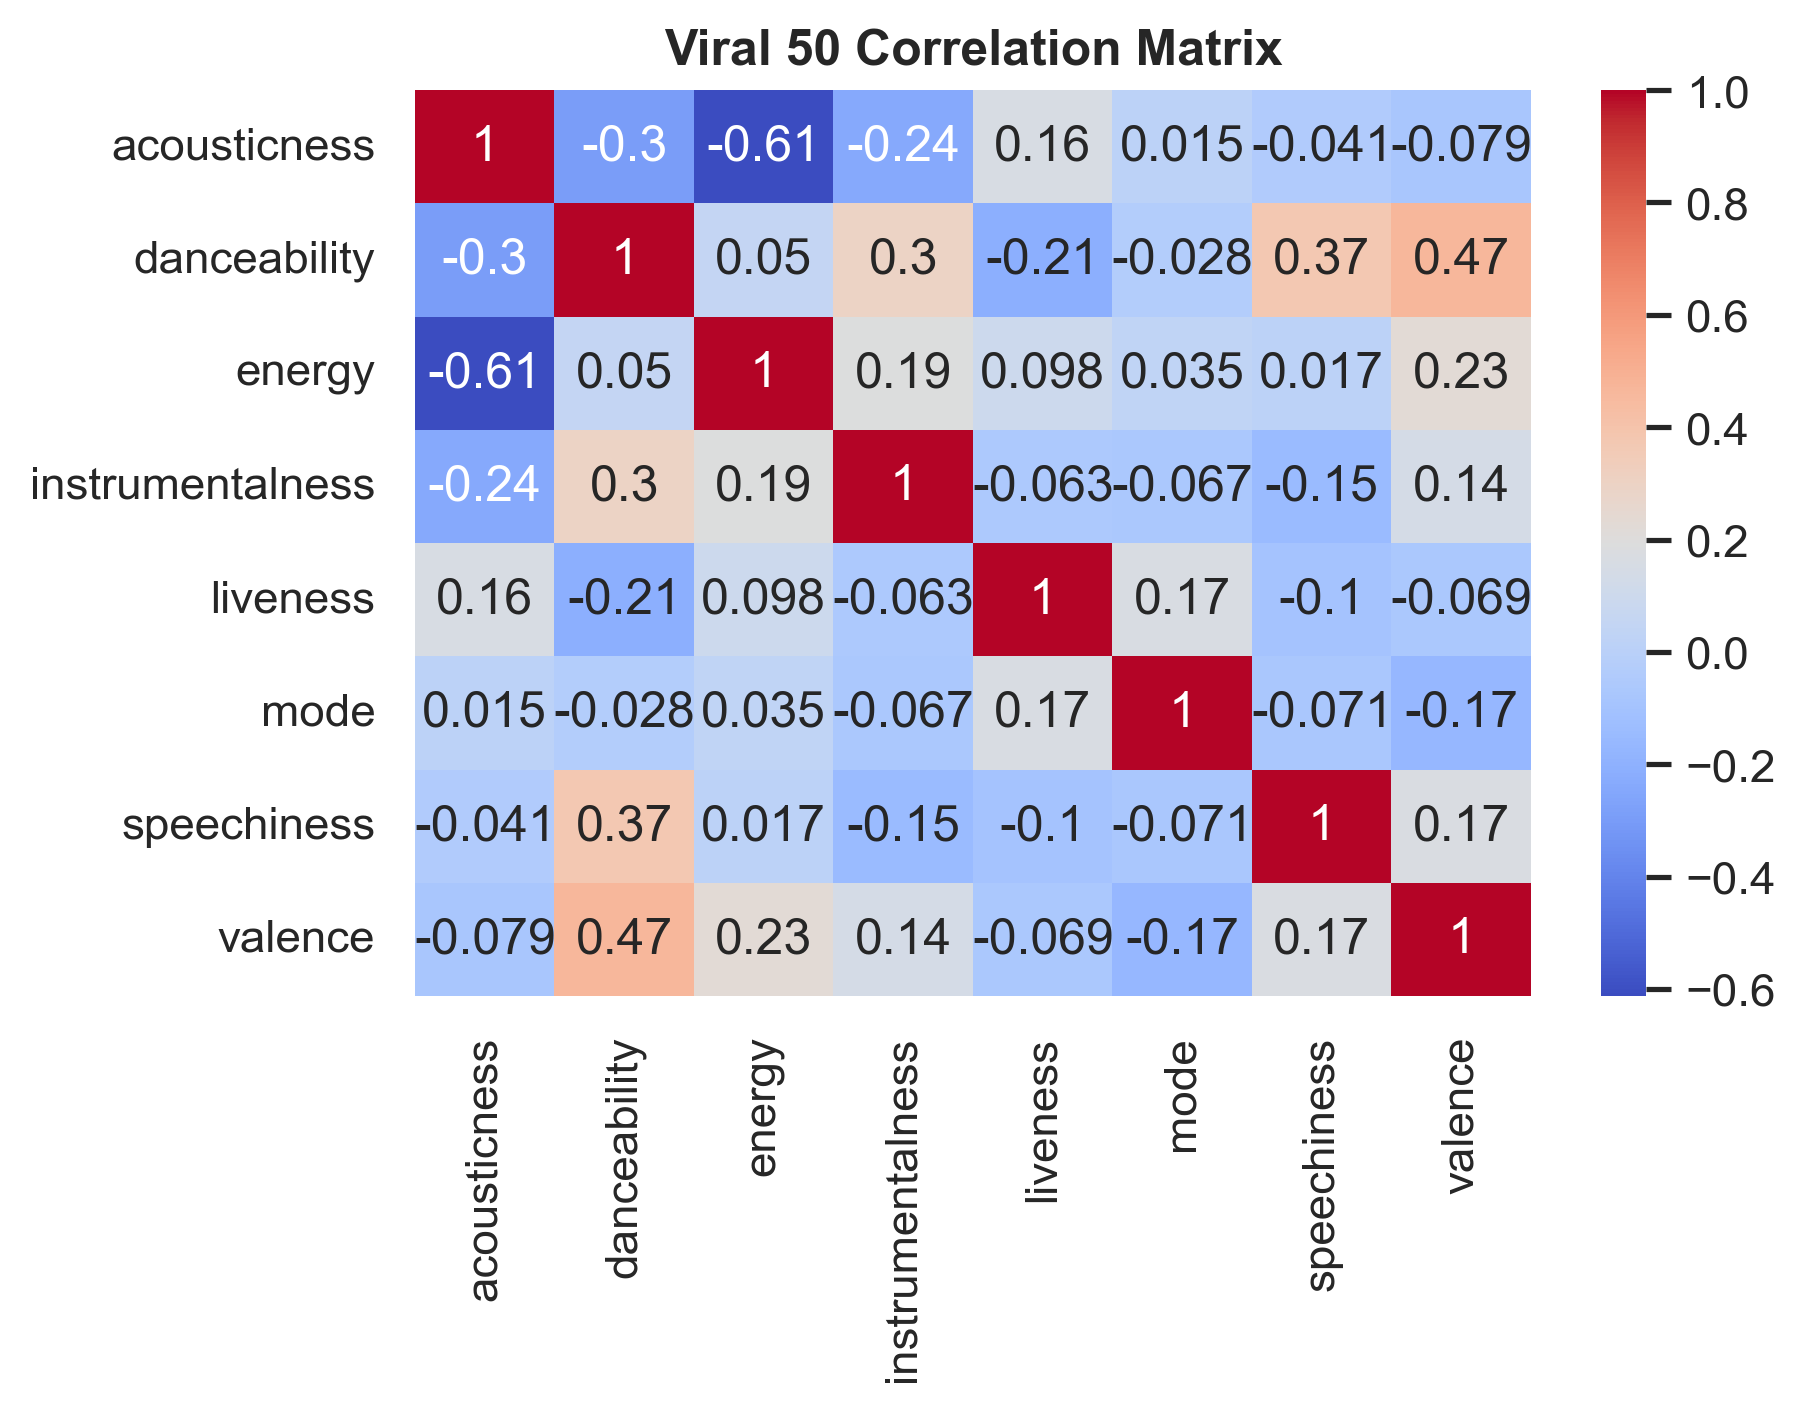 Viral 50 Correlation Matrix
acousticness 1 -0.3 -0.61 -0.24 0.16 0.015 -0.041 -0.079
danceability -0.3 1 0.05 0.3 -0.21 -0.028 0.37 0.47
energy -0.61 0.05 1 0.19 0.098 0.035 0.017 0.23
instrumentalness -0.24 0.3 0.19 1 -0.063 -0.067 -0.15 0.14
liveness 0.16 -0.21 0.098 -0.063 1 0.17 -0.1 -0.069
mode 0.015 -0.028 0.035 -0.067 0.17 1 -0.071 -0.17
speechiness -0.041 0.37 0.017 -0.15 -0.1 -0.071 1 0.17
valence -0.079 0.47 0.23 0.14 -0.069 -0.17 0.17 1
acousticness
danceability
energy
instrumentalness
liveness
mode
speechiness
valence
1.0
0.8
0.6
0.4
0.2
0.0
−0.2
−0.4
−0.6